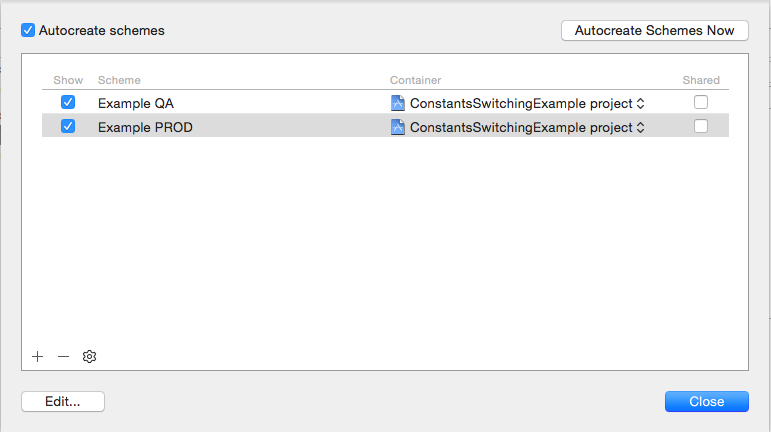 Autocreate schemes
Autocreate Schemes Now
Show Scheme Container Shared
Example QA ConstantsSwitchingExample project
Example PROD ConstantsSwitchingExample project
Edit...
Close